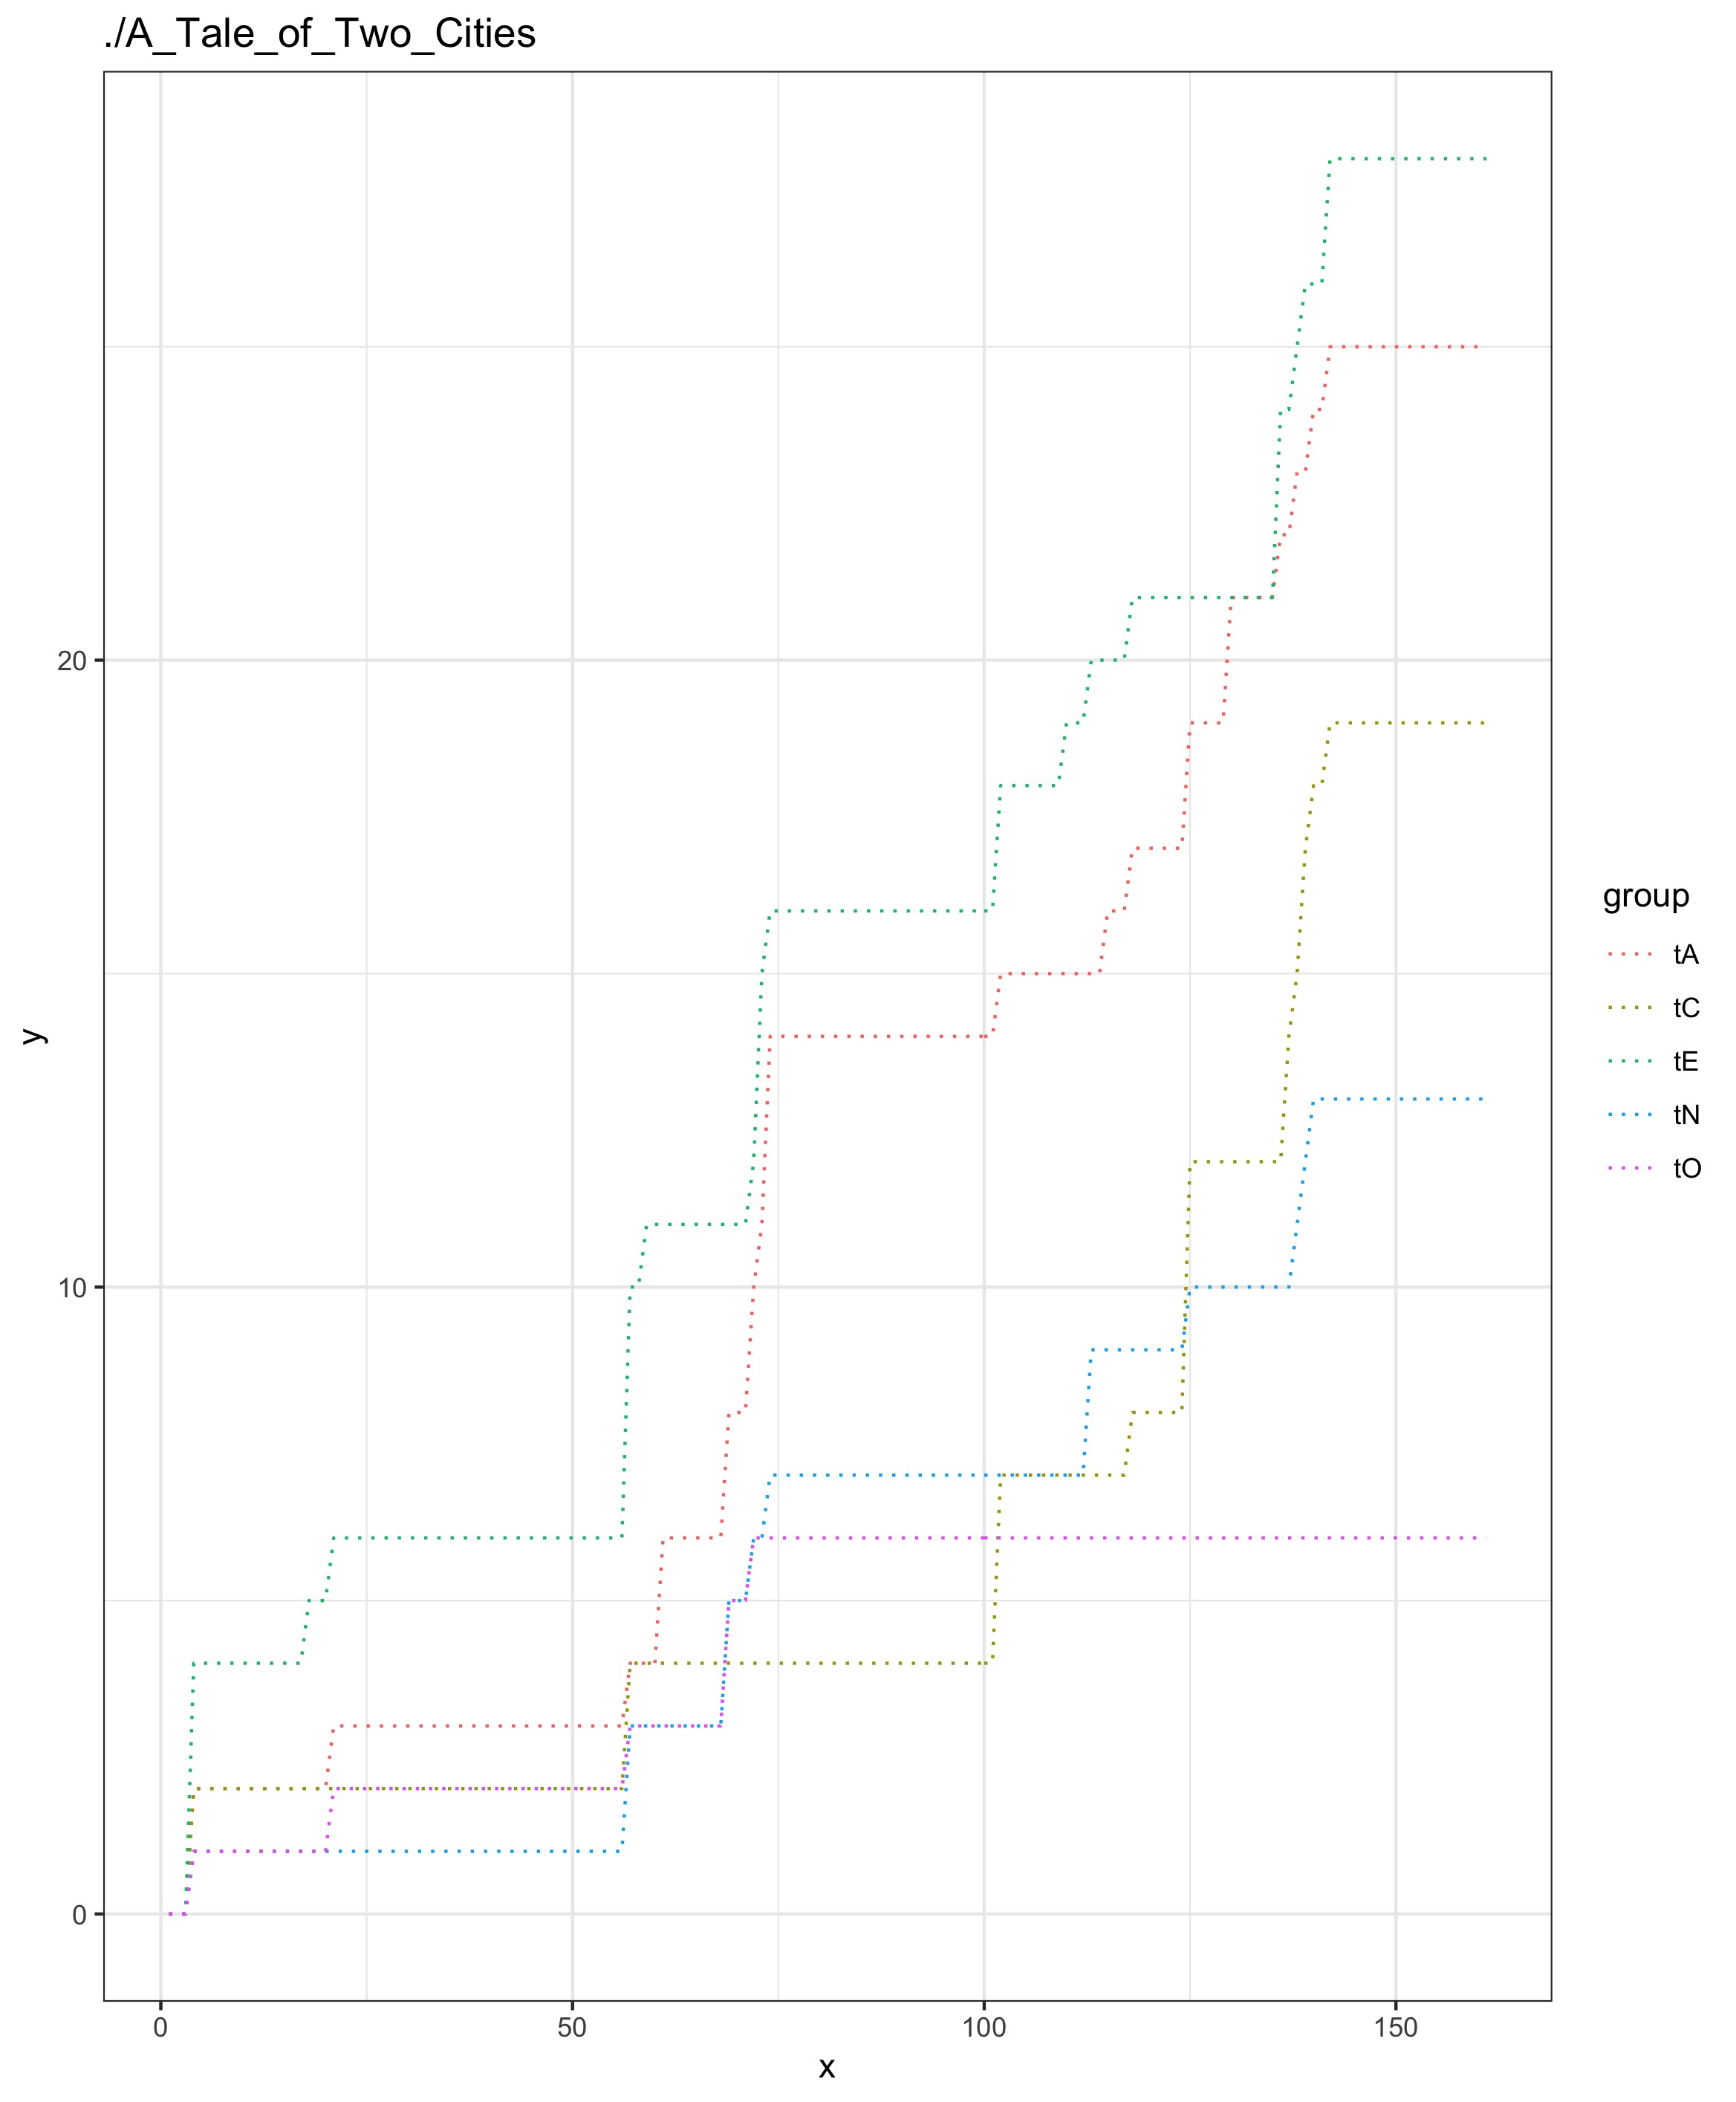 ./A_Tale_of_Two_Cities
20
10
0
y
0 50 100 150
x
group
tA
tC
tE
tN
tO